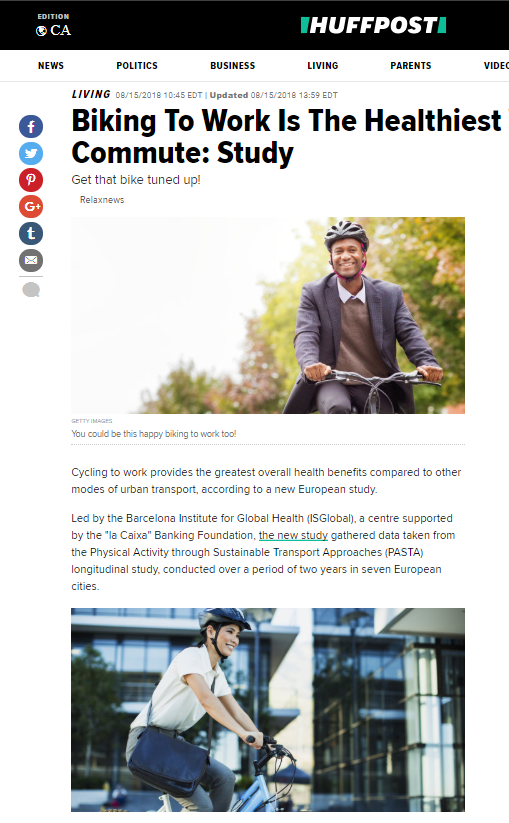 EDITION
CA
HUFFPOST
NEWS POLITICS BUSINESS LIVING PARENTS VIDEO
LIVING 08/15/2018 10:45 EDT | Updated 08/15/2018 13:59 EDT
Biking To Work Is The Healthiest
Commute: Study
Get that bike tuned up!
Relaxnews
f
G+
t
GETTY IMAGES
You could be this happy biking to work too!
Cycling to work provides the greatest overall health benefits compared to other
modes of urban transport, according to a new European study.
Led by the Barcelona Institute for Global Health (ISGlobal), a centre supported
by the "la Caixa" Banking Foundation, the new study gathered data taken from
the Physical Activity through Sustainable Transport Approaches (PASTA)
longitudinal study, conducted over a period of two years in seven European
cities.